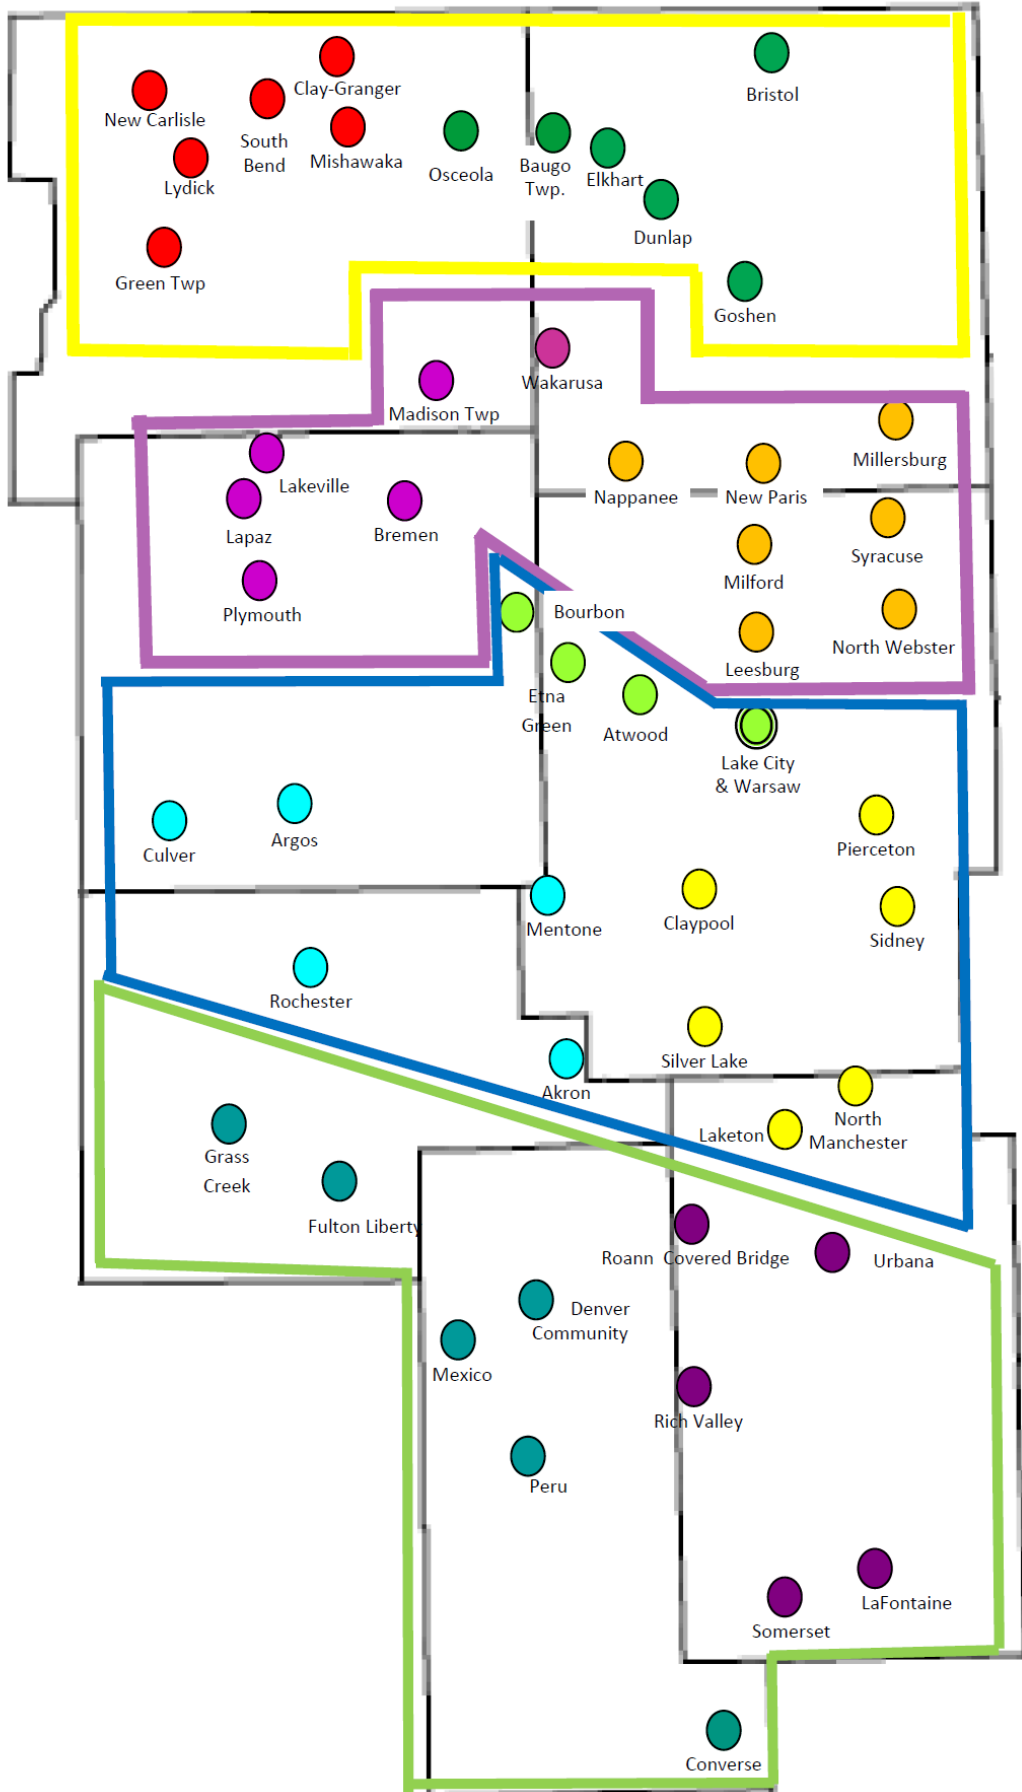 Clay-Granger
Bristol
New Carlisle
South
Bend
Mishawaka
Osceola
Baugo
Twp.
Elkhart
Lydick
Dunlap
Green Twp
Goshen
Wakarusa
Madison Twp
Millersburg
Lakeville
Nappanee
New Paris
Lapaz
Bremen
Syracuse
Milford
Plymouth
Bourbon
North Webster
Leesburg
Etna
Green
Atwood
Lake City
& Warsaw
Culver
Argos
Pierceton
Mentone
Claypool
Sidney
Rochester
Silver Lake
Akron
North
Manchester
Laketon
Grass
Creek
Fulton Liberty
Roann Covered Bridge
Urbana
Denver
Community
Mexico
Rich Valley
Peru
LaFontaine
Somerset
Converse